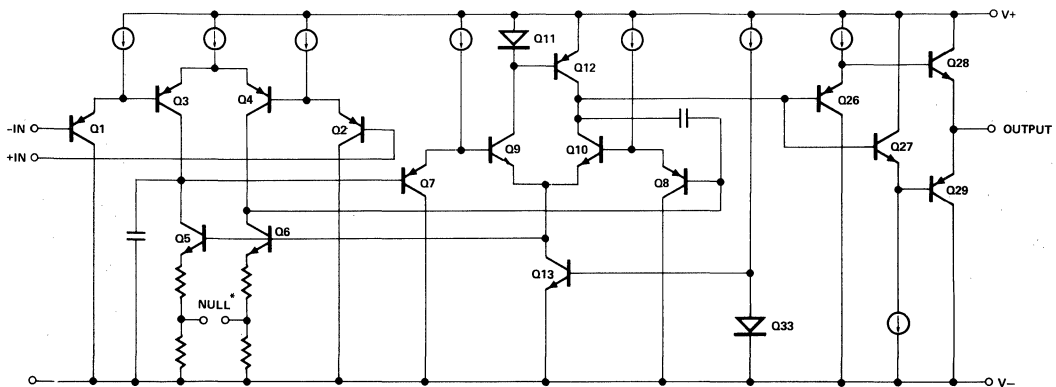 V+
Q11
Q12
Q3
Q4
Q26
Q28
–IN
Q1
Q2
+IN
Q9
Q10
OUTPUT
Q27
Q7
Q8
Q29
Q5
Q6
Q13
NULL*
Q33
V–